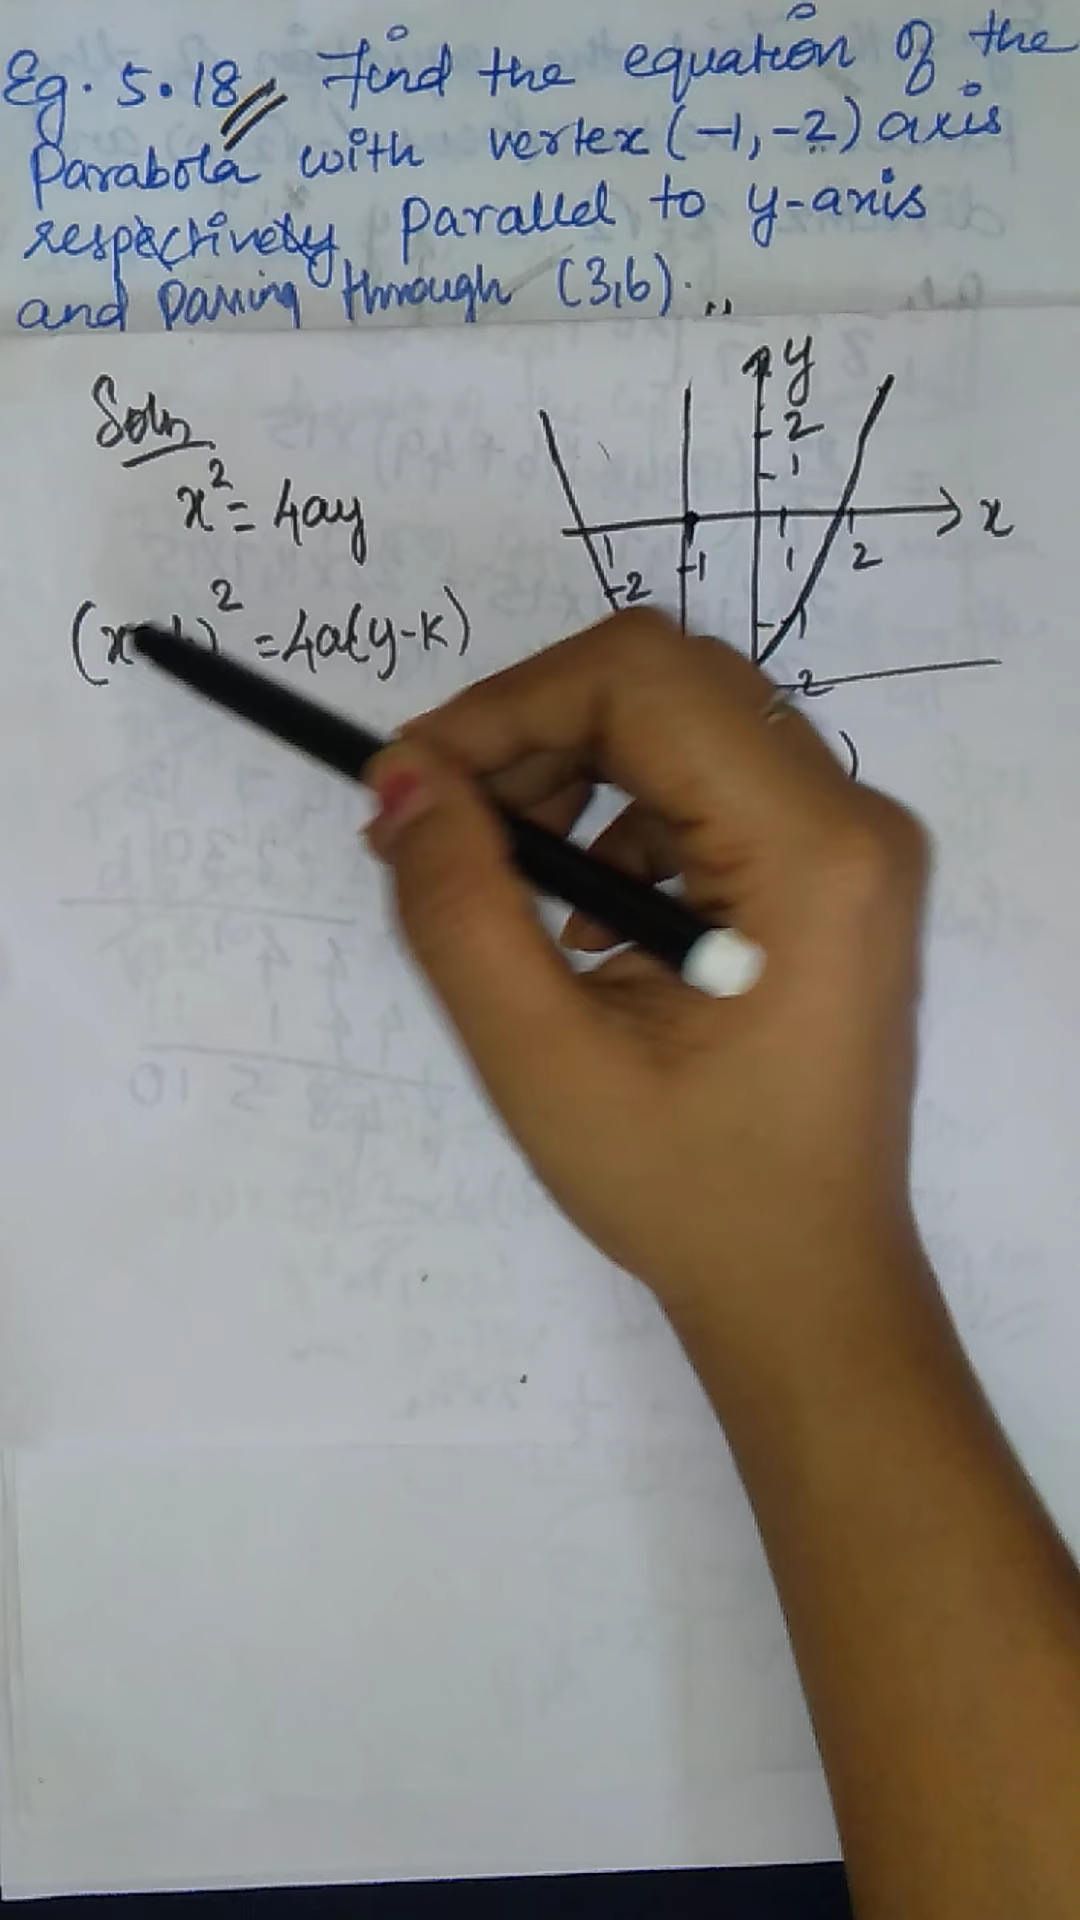 Eg. 5.18 Find the equation of the
Parabola with vertex (-1,-2) axis
respectively parallel to y-axis
and passing through (3,6).
Soln
x² = 4ay
( )² = 4a(y-k)
y
2
1
x
-2
-1
1
2
2